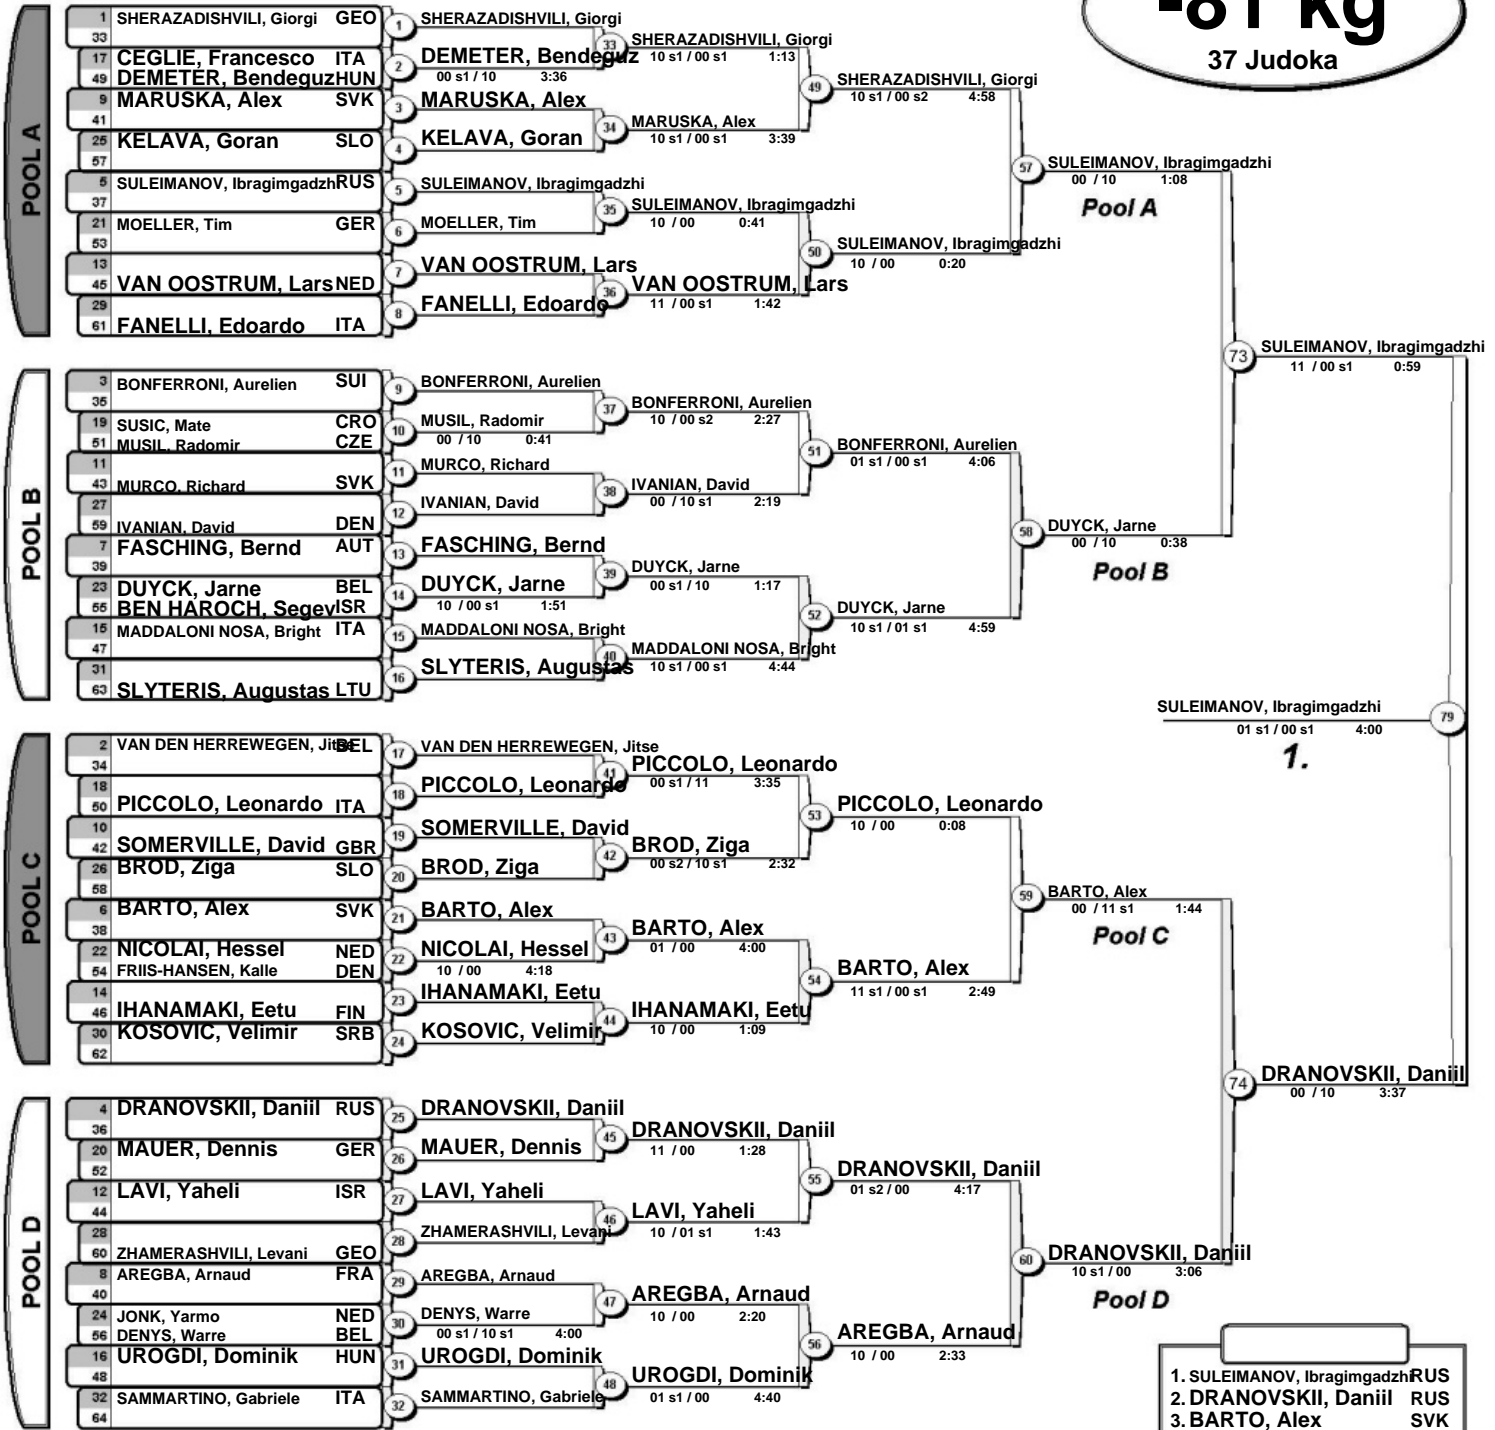 -81 kg
37 Judoka
POOL A
1 SHERAZADISHVILI, Giorgi GEO
33
17 CEGLIE, Francesco ITA
49 DEMETER, Bendeguz HUN
9 MARUSKA, Alex SVK
41
25 KELAVA, Goran SLO
57
5 SULEIMANOV, Ibragimgadzh RUS
37
21 MOELLER, Tim GER
53
13
45 VAN OOSTRUM, Lars NED
29
61 FANELLI, Edoardo ITA
1 SHERAZADISHVILI, Giorgi
2 DEMETER, Bendeguz
00 s1 / 10 3:36
3 MARUSKA, Alex
4 KELAVA, Goran
5 SULEIMANOV, Ibragimgadzhi
6 MOELLER, Tim
7 VAN OOSTRUM, Lars
8 FANELLI, Edoardo
33 SHERAZADISHVILI, Giorgi
10 s1 / 00 s1 1:13
34 MARUSKA, Alex
10 s1 / 00 s1 3:39
35 SULEIMANOV, Ibragimgadzhi
10 / 00 0:41
36 VAN OOSTRUM, Lars
11 / 00 s1 1:42
49 SHERAZADISHVILI, Giorgi
10 s1 / 00 s2 4:58
50 SULEIMANOV, Ibragimgadzhi
10 / 00 0:20
57 SULEIMANOV, Ibragimgadzhi
00 / 10 1:08
Pool A
POOL B
3 BONFERRONI, Aurelien SUI
35
19 SUSIC, Mate CRO
51 MUSIL, Radomir CZE
11
43 MURCO, Richard SVK
27
59 IVANIAN, David DEN
7 FASCHING, Bernd AUT
39
23 DUYCK, Jarne BEL
55 BEN HAROCH, Segev ISR
15 MADDALONI NOSA, Bright ITA
47
31
63 SLYTERIS, Augustas LTU
9 BONFERRONI, Aurelien
10 MUSIL, Radomir
00 / 10 0:41
11 MURCO, Richard
12 IVANIAN, David
13 FASCHING, Bernd
14 DUYCK, Jarne
10 / 00 s1 1:51
15 MADDALONI NOSA, Bright
16 SLYTERIS, Augustas
37 BONFERRONI, Aurelien
10 / 00 s2 2:27
38 IVANIAN, David
00 / 10 s1 2:19
39 DUYCK, Jarne
00 s1 / 10 1:17
40 MADDALONI NOSA, Bright
10 s1 / 00 s1 4:44
51 BONFERRONI, Aurelien
01 s1 / 00 s1 4:06
52 DUYCK, Jarne
10 s1 / 01 s1 4:59
58 DUYCK, Jarne
00 / 10 0:38
Pool B
73 SULEIMANOV, Ibragimgadzhi
11 / 00 s1 0:59
SULEIMANOV, Ibragimgadzhi 79
01 s1 / 00 s1 4:00
1.
POOL C
2 VAN DEN HERREWEGEN, Jitse BEL
34
18
50 PICCOLO, Leonardo ITA
10
42 SOMERVILLE, David GBR
26 BROD, Ziga SLO
58
6 BARTO, Alex SVK
38
22 NICOLAI, Hessel NED
54 FRIIS-HANSEN, Kalle DEN
14
46 IHANAMAKI, Eetu FIN
30 KOSOVIC, Velimir SRB
62
17 VAN DEN HERREWEGEN, Jitse
18 PICCOLO, Leonardo
19 SOMERVILLE, David
20 BROD, Ziga
21 BARTO, Alex
22 NICOLAI, Hessel
10 / 00 4:18
23 IHANAMAKI, Eetu
24 KOSOVIC, Velimir
41 PICCOLO, Leonardo
00 s1 / 11 3:35
42 BROD, Ziga
00 s2 / 10 s1 2:32
43 BARTO, Alex
01 / 00 4:00
44 IHANAMAKI, Eetu
10 / 00 1:09
53 PICCOLO, Leonardo
10 / 00 0:08
54 BARTO, Alex
11 s1 / 00 s1 2:49
59 BARTO, Alex
00 / 11 s1 1:44
Pool C
POOL D
4 DRANOVSKII, Daniil RUS
36
20 MAUER, Dennis GER
52
12 LAVI, Yaheli ISR
44
28
60 ZHAMERASHVILI, Levani GEO
8 AREGBA, Arnaud FRA
40
24 JONK, Yarmo NED
56 DENYS, Warre BEL
16 UROGDI, Dominik HUN
48
32 SAMMARTINO, Gabriele ITA
64
25 DRANOVSKII, Daniil
26 MAUER, Dennis
27 LAVI, Yaheli
28 ZHAMERASHVILI, Levani
29 AREGBA, Arnaud
30 DENYS, Warre
00 s1 / 10 s1 4:00
31 UROGDI, Dominik
32 SAMMARTINO, Gabriele
45 DRANOVSKII, Daniil
11 / 00 1:28
46 LAVI, Yaheli
10 / 01 s1 1:43
47 AREGBA, Arnaud
10 / 00 2:20
48 UROGDI, Dominik
01 s1 / 00 4:40
55 DRANOVSKII, Daniil
01 s2 / 00 4:17
56 AREGBA, Arnaud
10 / 00 2:33
60 DRANOVSKII, Daniil
10 s1 / 00 3:06
Pool D
74 DRANOVSKII, Daniil
00 / 10 3:37
1. SULEIMANOV, Ibragimgadzhi RUS
2. DRANOVSKII, Daniil RUS
3. BARTO, Alex SVK